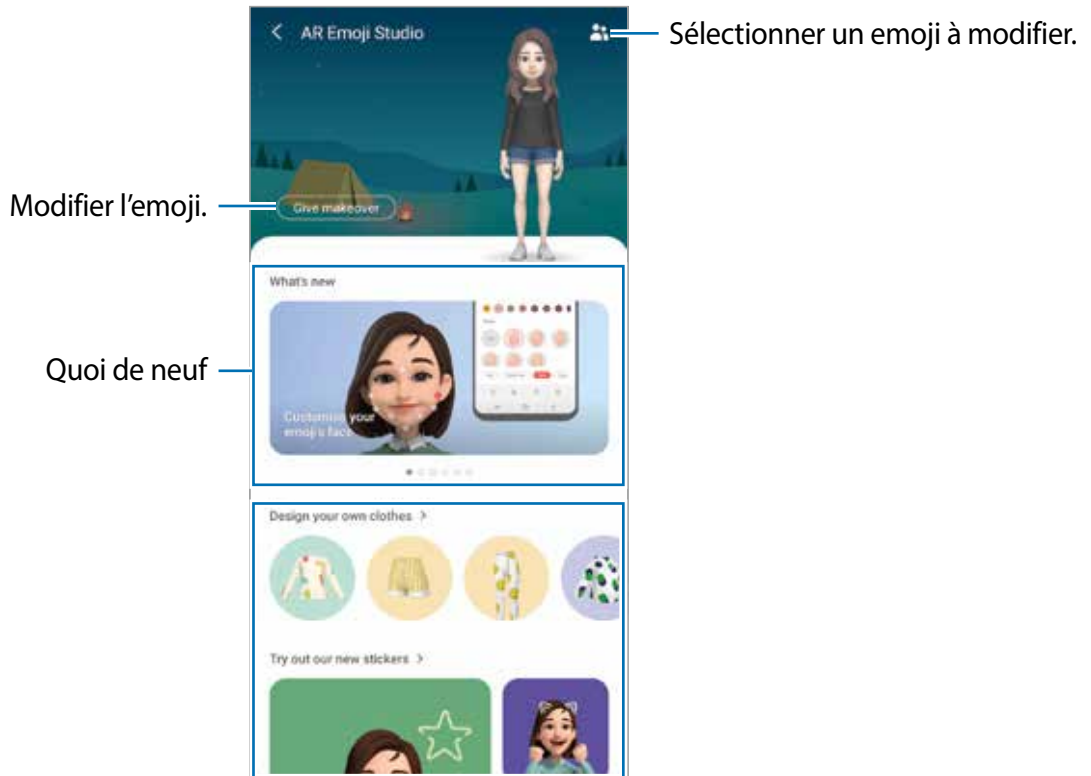 AR Emoji Studio
Sélectionner un emoji à modifier.
Modifier l’emoji.
Give makeover
What's new
Quoi de neuf
Customise your
emoji's face
Design your own clothes >
Try out our new stickers >